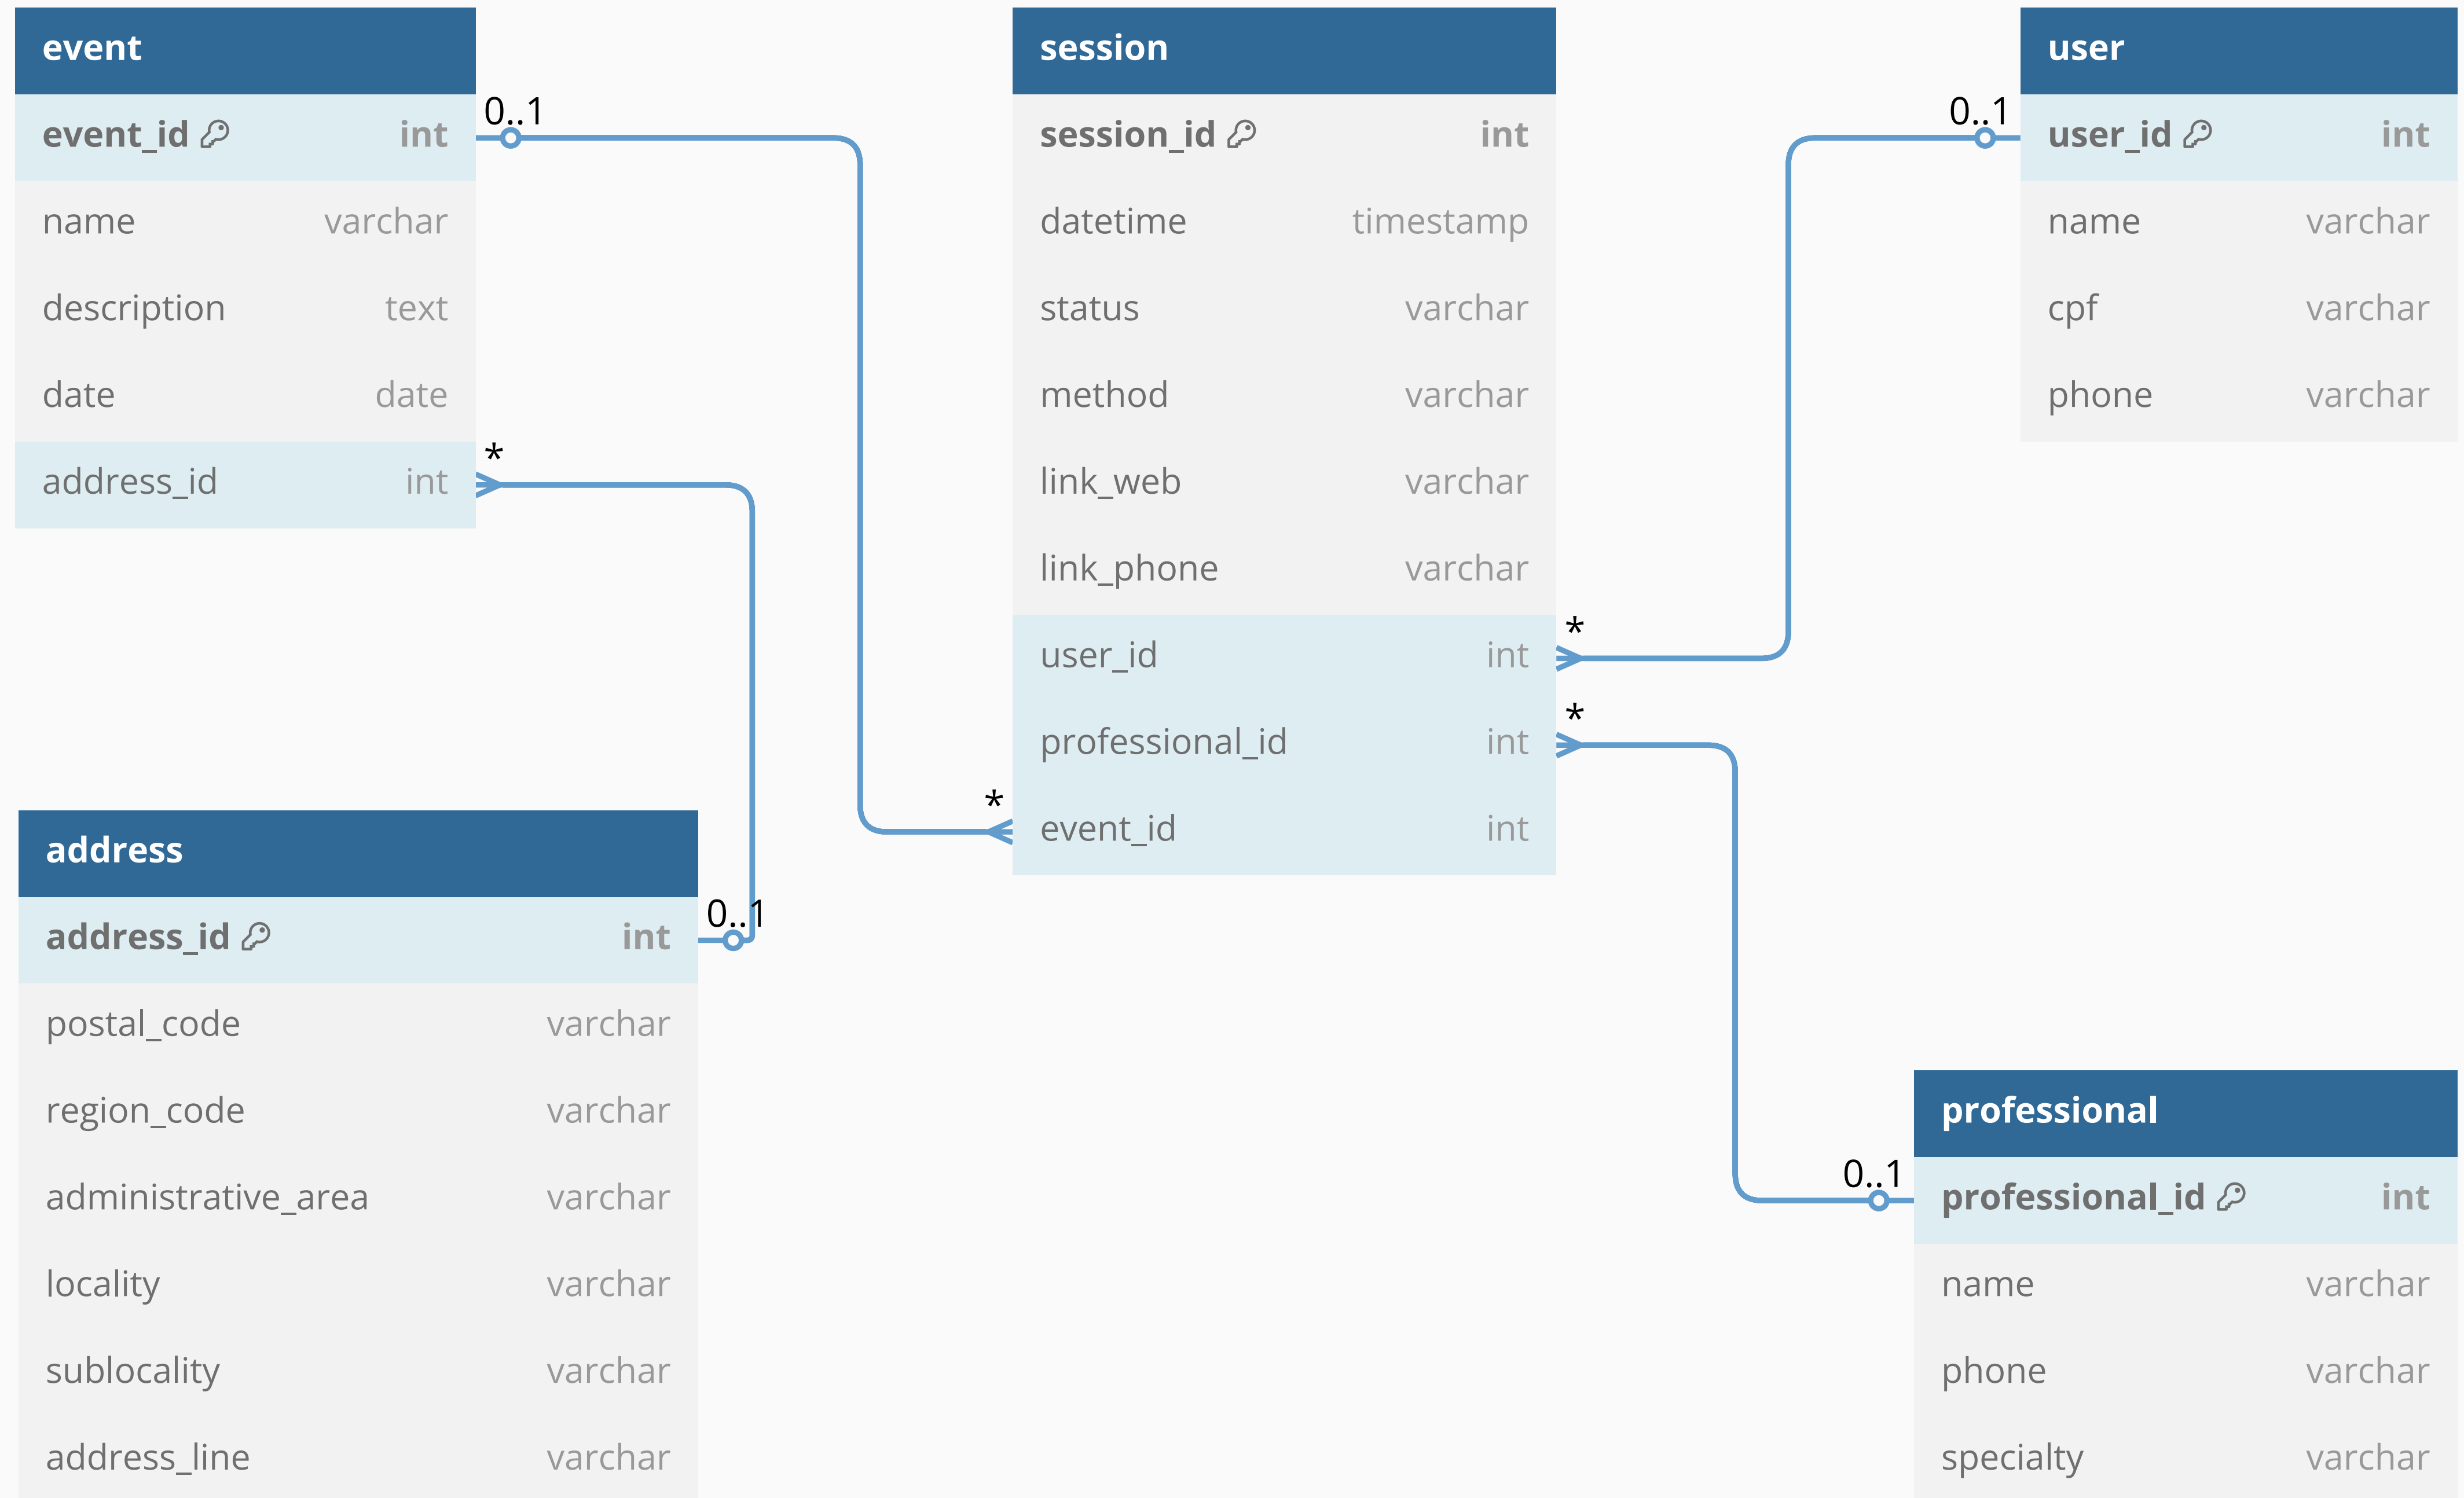 event
event_id int
name varchar
description text
date date
address_id int
0..1
*
session
session_id int
datetime timestamp
status varchar
method varchar
link_web varchar
link_phone varchar
user_id int
professional_id int
event_id int
*
*
*
user
user_id int
name varchar
cpf varchar
phone varchar
0..1
address
address_id int
postal_code varchar
region_code varchar
administrative_area varchar
locality varchar
sublocality varchar
address_line varchar
0..1
professional
professional_id int
name varchar
phone varchar
specialty varchar
0..1